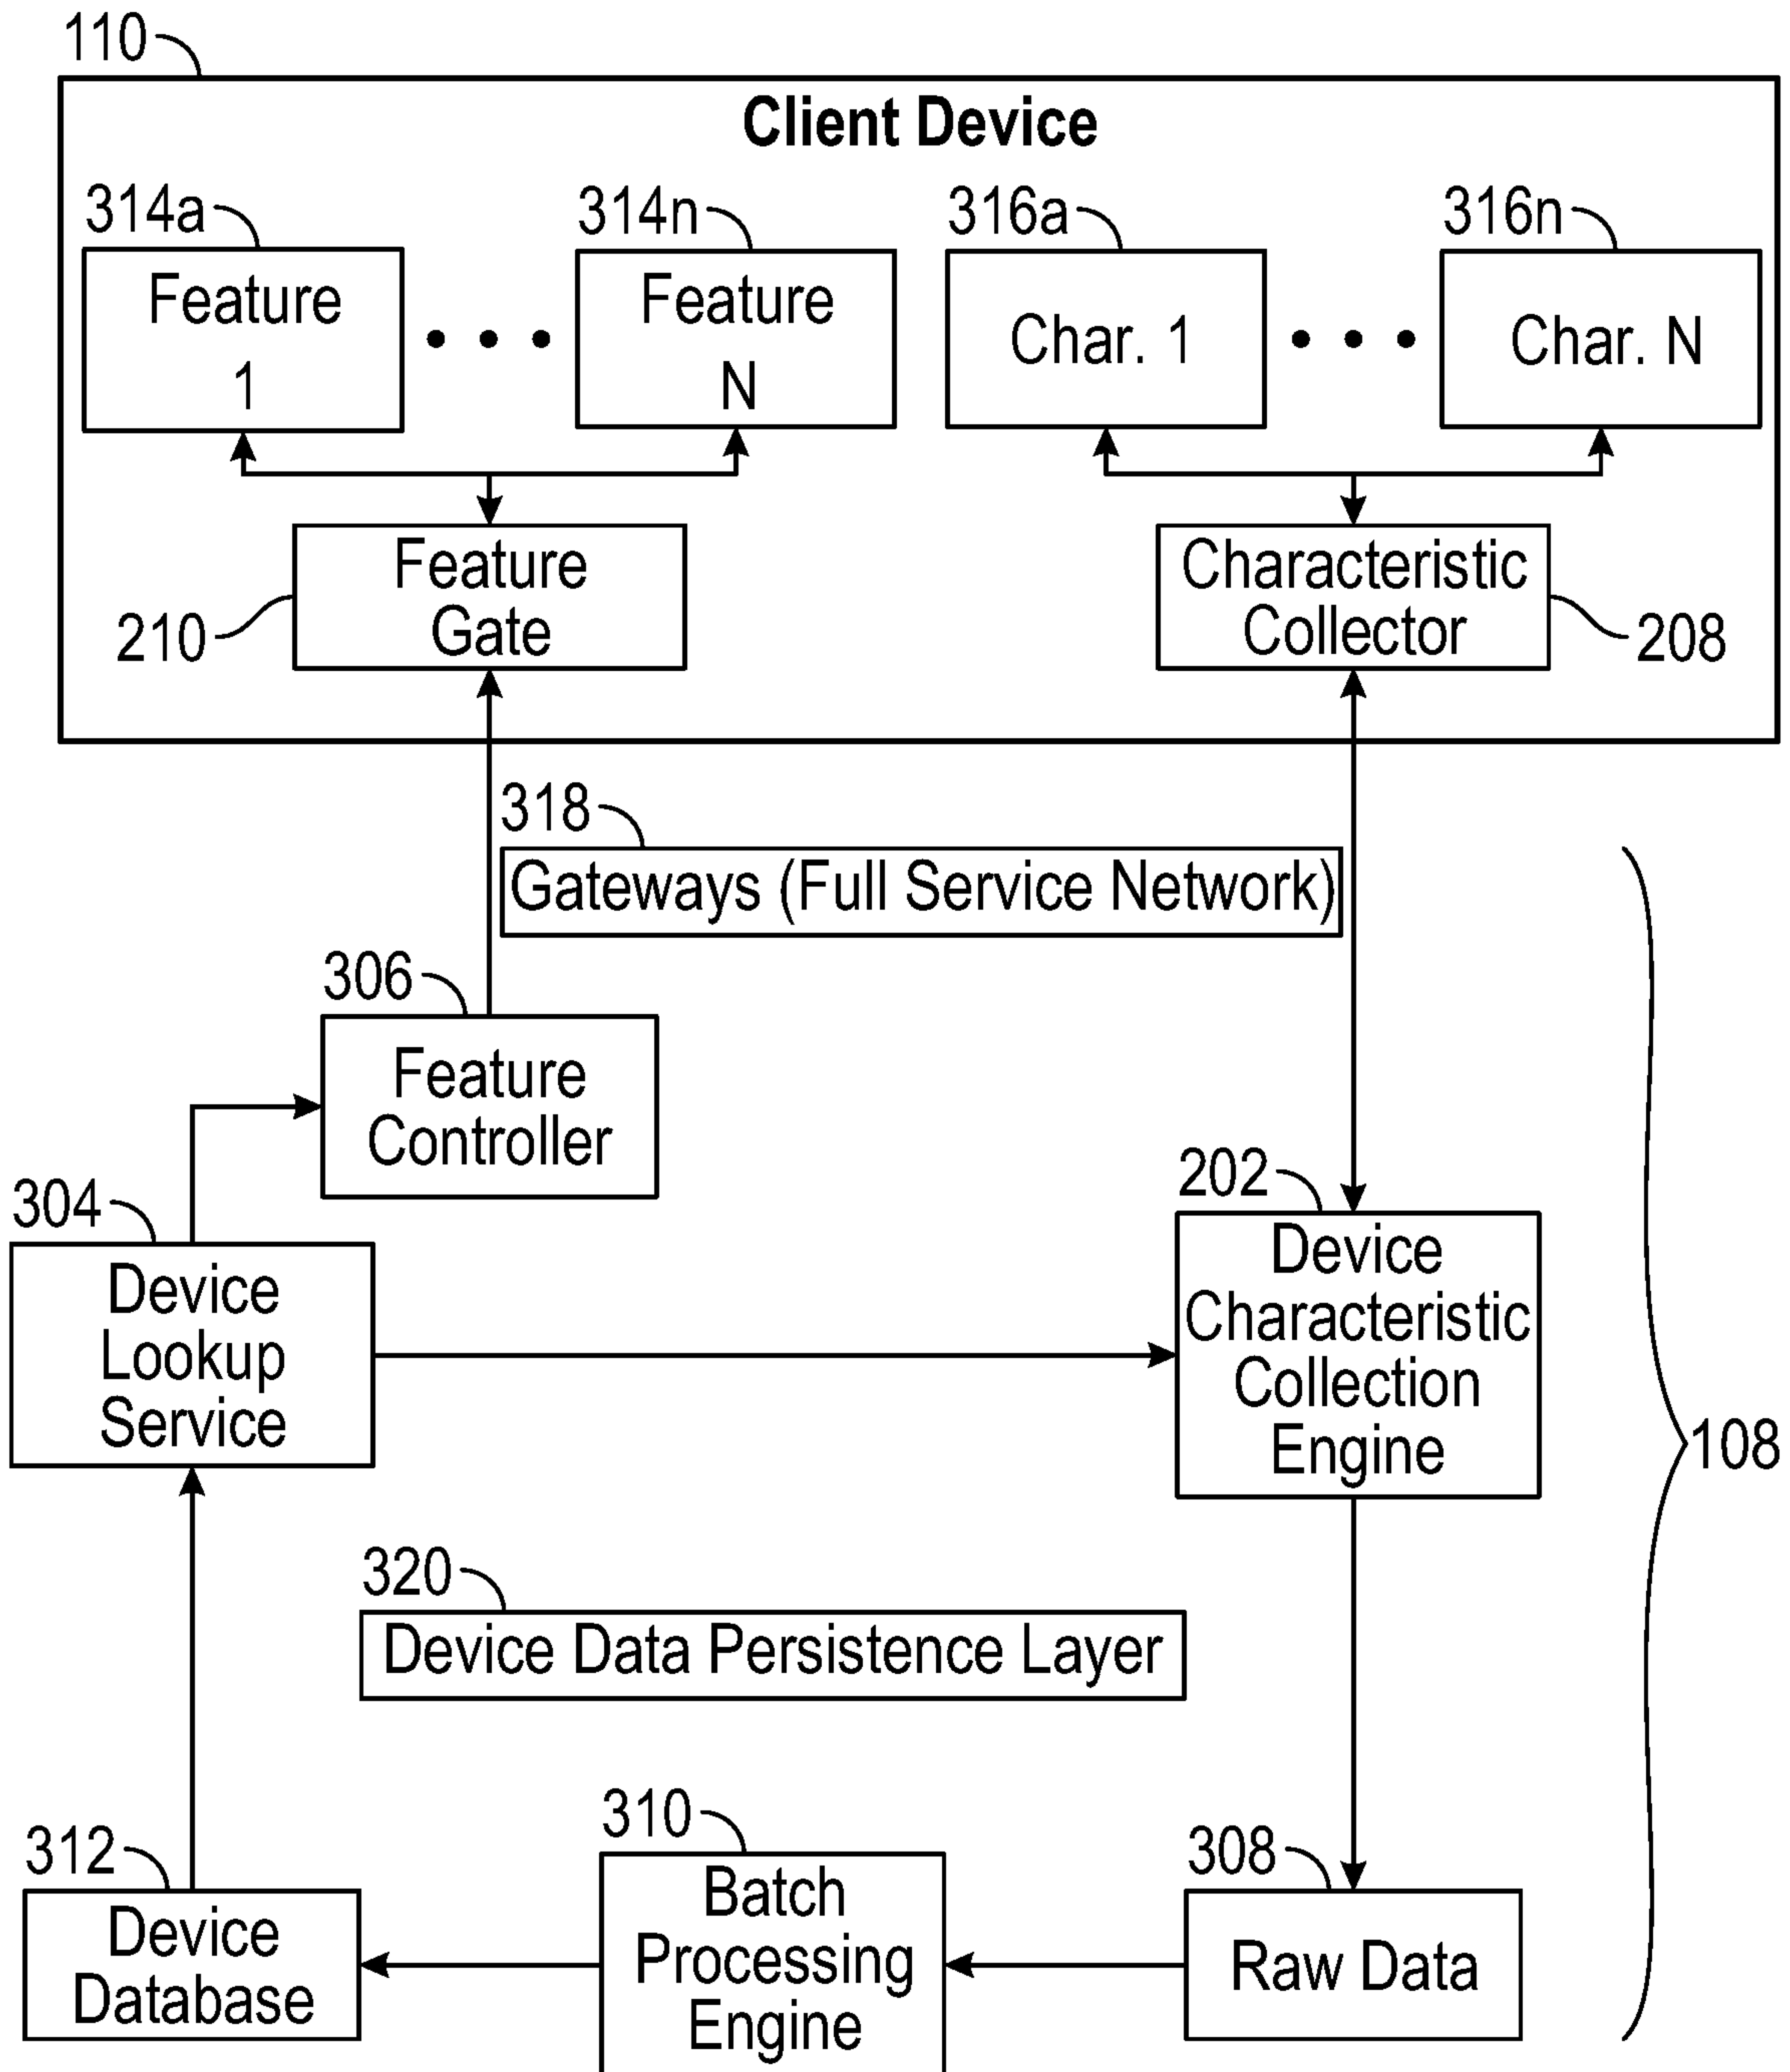 110
Client Device
314a
314n
316a
316n
Feature
1
Feature
N
Char. 1
Char. N
Feature
Gate
210
Characteristic
Collector
208
318
Gateways (Full Service Network)
306
Feature
Controller
304
Device
Lookup
Service
202
Device
Characteristic
Collection
Engine
108
320
Device Data Persistence Layer
312
Device
Database
310
Batch
Processing
Engine
308
Raw Data